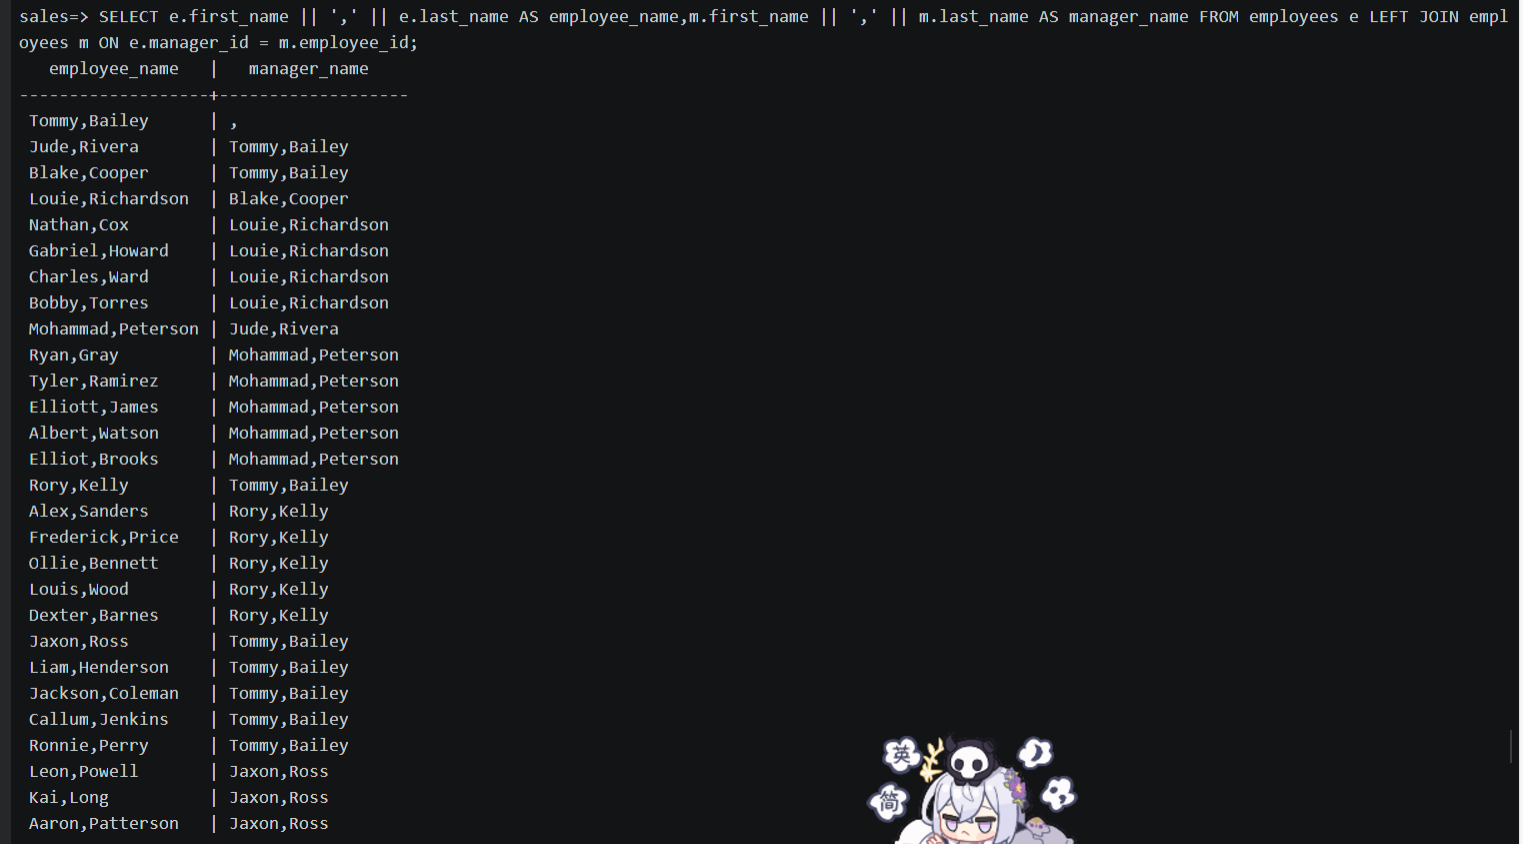 sales=> SELECT e.first_name || ',' || e.last_name AS employee_name,m.first_name || ',' || m.last_name AS manager_name FROM employees e LEFT JOIN empl
oyees m ON e.manager_id = m.employee_id;
employee_name | manager_name
-------------------+-------------------
Tommy,Bailey | ,
Jude,Rivera | Tommy,Bailey
Blake,Cooper | Tommy,Bailey
Louie,Richardson | Blake,Cooper
Nathan,Cox | Louie,Richardson
Gabriel,Howard | Louie,Richardson
Charles,Ward | Louie,Richardson
Bobby,Torres | Louie,Richardson
Mohammad,Peterson | Jude,Rivera
Ryan,Gray | Mohammad,Peterson
Tyler,Ramirez | Mohammad,Peterson
Elliott,James | Mohammad,Peterson
Albert,Watson | Mohammad,Peterson
Elliot,Brooks | Mohammad,Peterson
Rory,Kelly | Tommy,Bailey
Alex,Sanders | Rory,Kelly
Frederick,Price | Rory,Kelly
Ollie,Bennett | Rory,Kelly
Louis,Wood | Rory,Kelly
Dexter,Barnes | Rory,Kelly
Jaxon,Ross | Tommy,Bailey
Liam,Henderson | Tommy,Bailey
Jackson,Coleman | Tommy,Bailey
Callum,Jenkins | Tommy,Bailey
Ronnie,Perry | Tommy,Bailey
Leon,Powell | Jaxon,Ross
Kai,Long | Jaxon,Ross
Aaron,Patterson | Jaxon,Ross
英
简